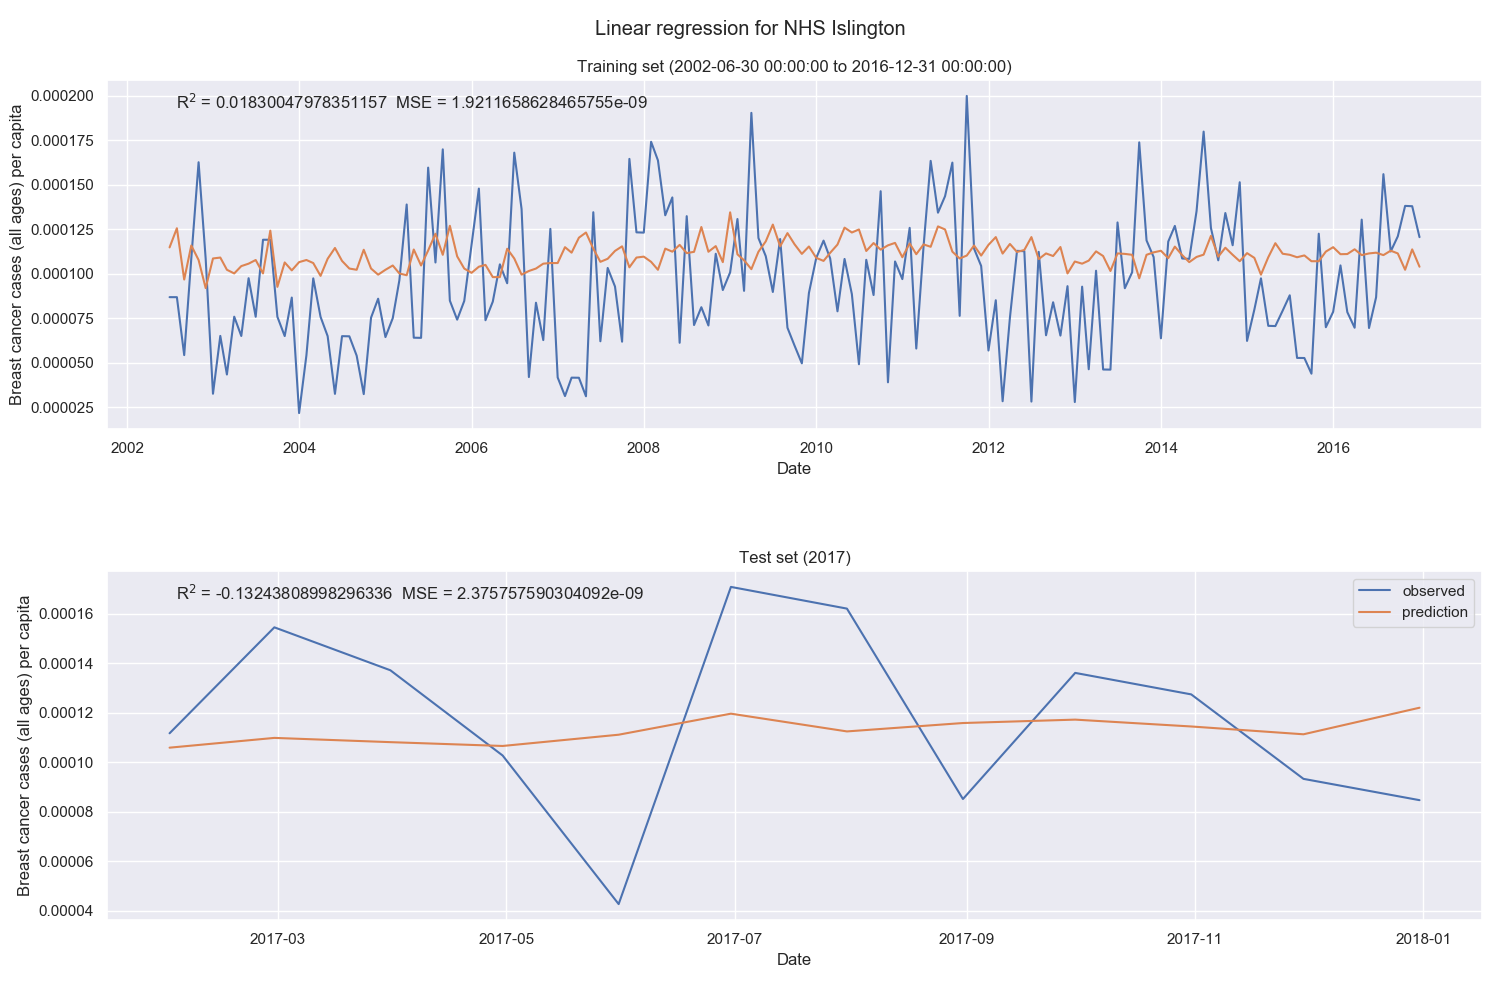 Linear regression for NHS Islington
Training set (2002-06-30 00:00:00 to 2016-12-31 00:00:00)
R² = 0.01830047978351157  MSE = 1.9211658628465755e-09
Breast cancer cases (all ages) per capita
0.000200
0.000175
0.000150
0.000125
0.000100
0.000075
0.000050
0.000025
2002 2004 2006 2008 2010 2012 2014 2016
Date
Test set (2017)
R² = -0.13243808998296336  MSE = 2.375757590304092e-09
observed
prediction
Breast cancer cases (all ages) per capita
0.00016
0.00014
0.00012
0.00010
0.00008
0.00006
0.00004
2017-03 2017-05 2017-07 2017-09 2017-11 2018-01
Date